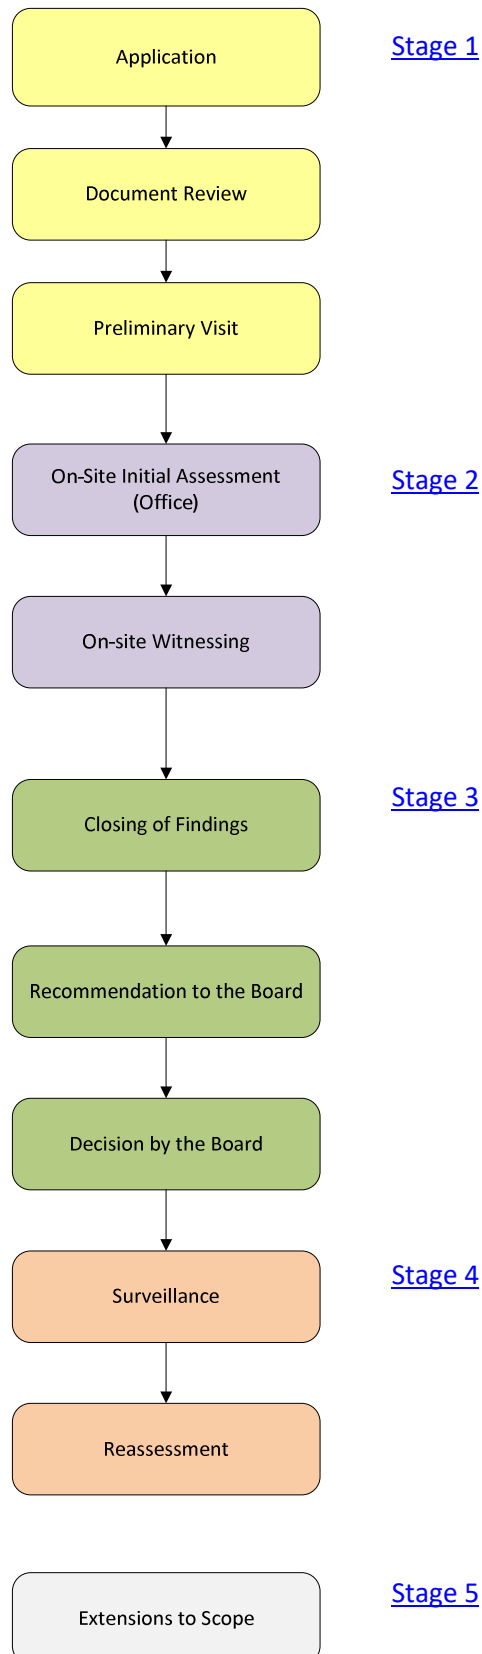 Application
Stage 1
Document Review
Preliminary Visit
On-Site Initial Assessment
(Office)
Stage 2
On-site Witnessing
Closing of Findings
Stage 3
Recommendation to the Board
Decision by the Board
Surveillance
Stage 4
Reassessment
Extensions to Scope
Stage 5